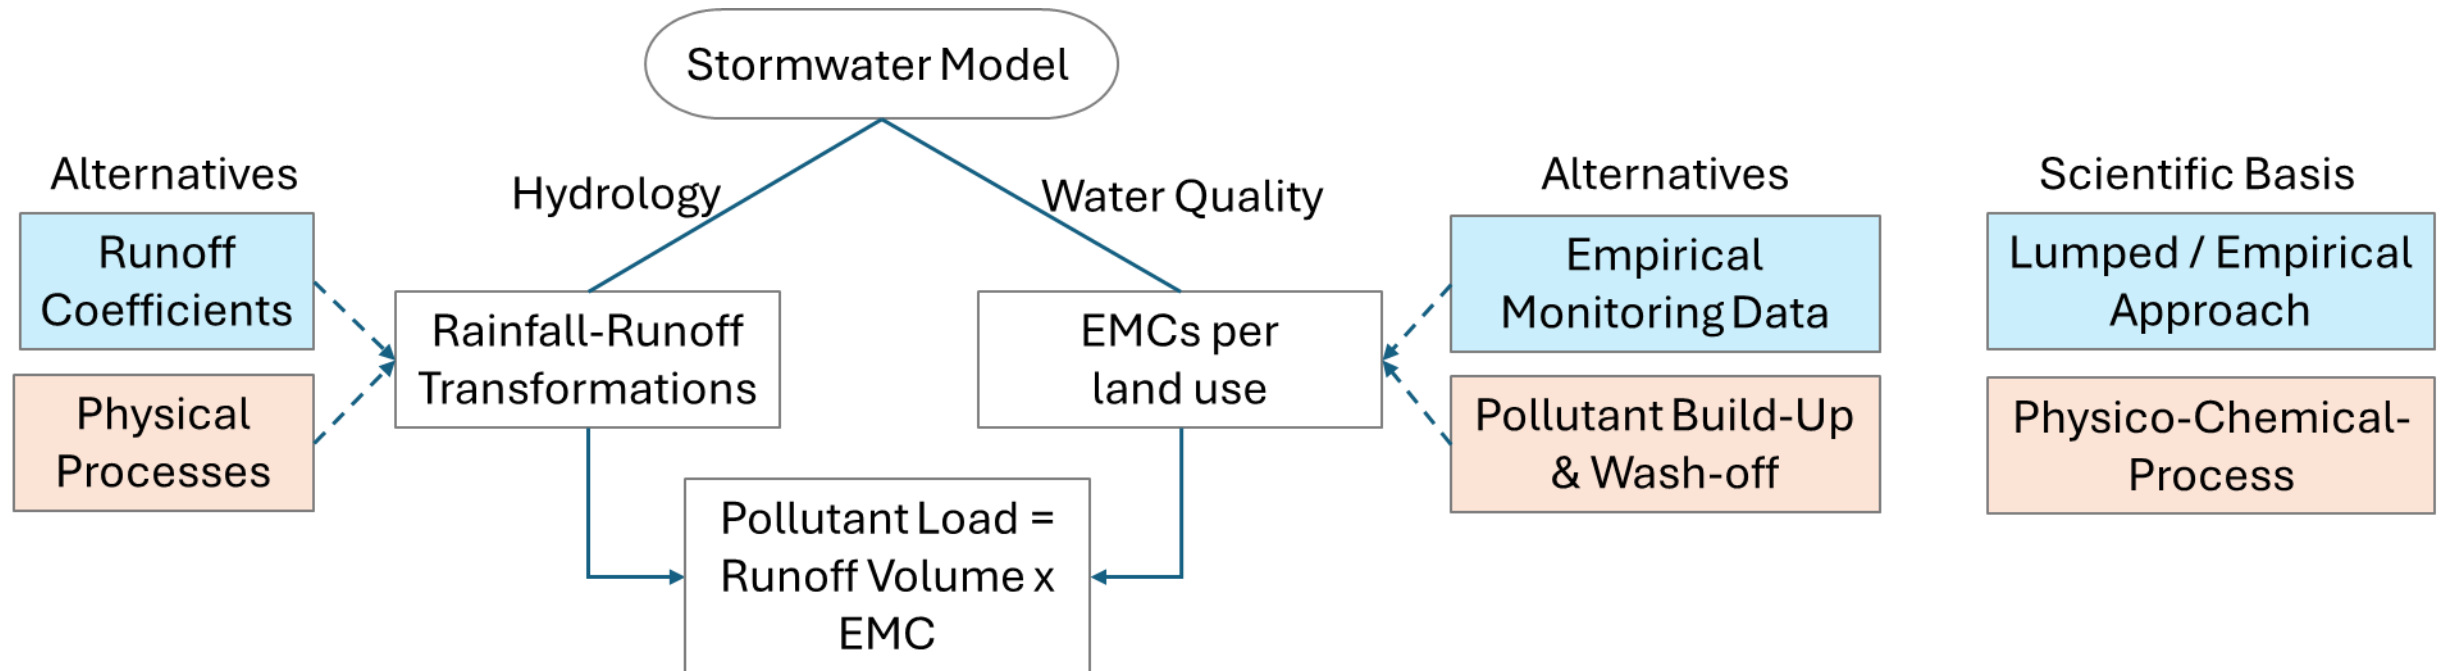 Stormwater Model
Alternatives
Hydrology
Water Quality
Alternatives
Scientific Basis
Runoff
Coefficients
Physical
Processes
Rainfall-Runoff
Transformations
EMCs per
land use
Empirical
Monitoring Data
Pollutant Build-Up
& Wash-off
Lumped / Empirical
Approach
Physico-Chemical-
Process
Pollutant Load =
Runoff Volume x
EMC